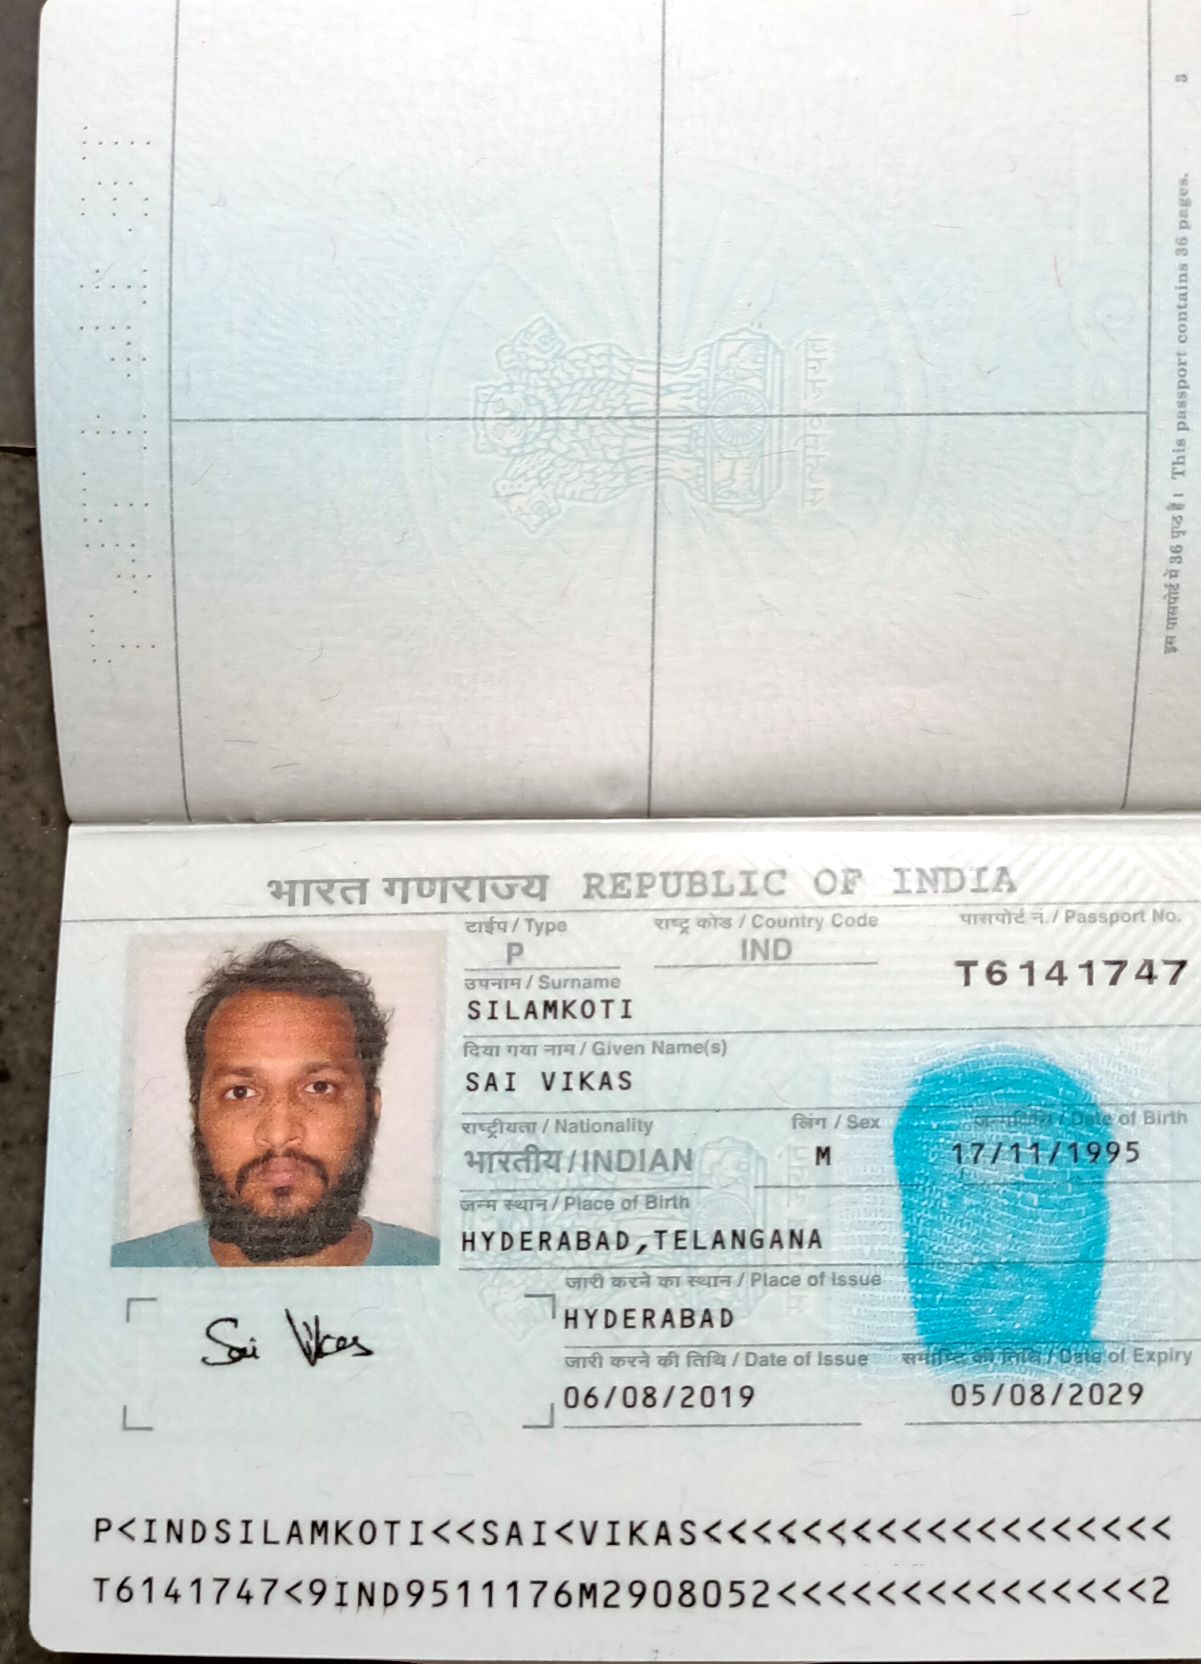 3
इस पासपोर्ट में 36 पृष्ठ है। This passport contains 36 pages.
सत्यमेव जयते
भारत गणराज्य REPUBLIC OF INDIA
टाईप / Type राष्ट्र कोड / Country Code पासपोर्ट नं. / Passport No.
P IND T6141747
उपनाम / Surname
SILAMKOTI
दिया गया नाम / Given Name(s)
SAI VIKAS
राष्ट्रीयता / Nationality लिंग / Sex जन्मतिथि / Date of Birth
भारतीय / INDIAN M 17/11/1995
जन्म स्थान / Place of Birth
HYDERABAD,TELANGANA
जारी करने का स्थान / Place of Issue
HYDERABAD
Sai Vikas
जारी करने की तिथि / Date of Issue समाप्ति की तिथि / Date of Expiry
06/08/2019 05/08/2029
P<INDSILAMKOTI<<SAI<VIKAS<<<<<<<<<<<<<<<<<<<
T6141747<9IND9511176M2908052<<<<<<<<<<<<<<<2